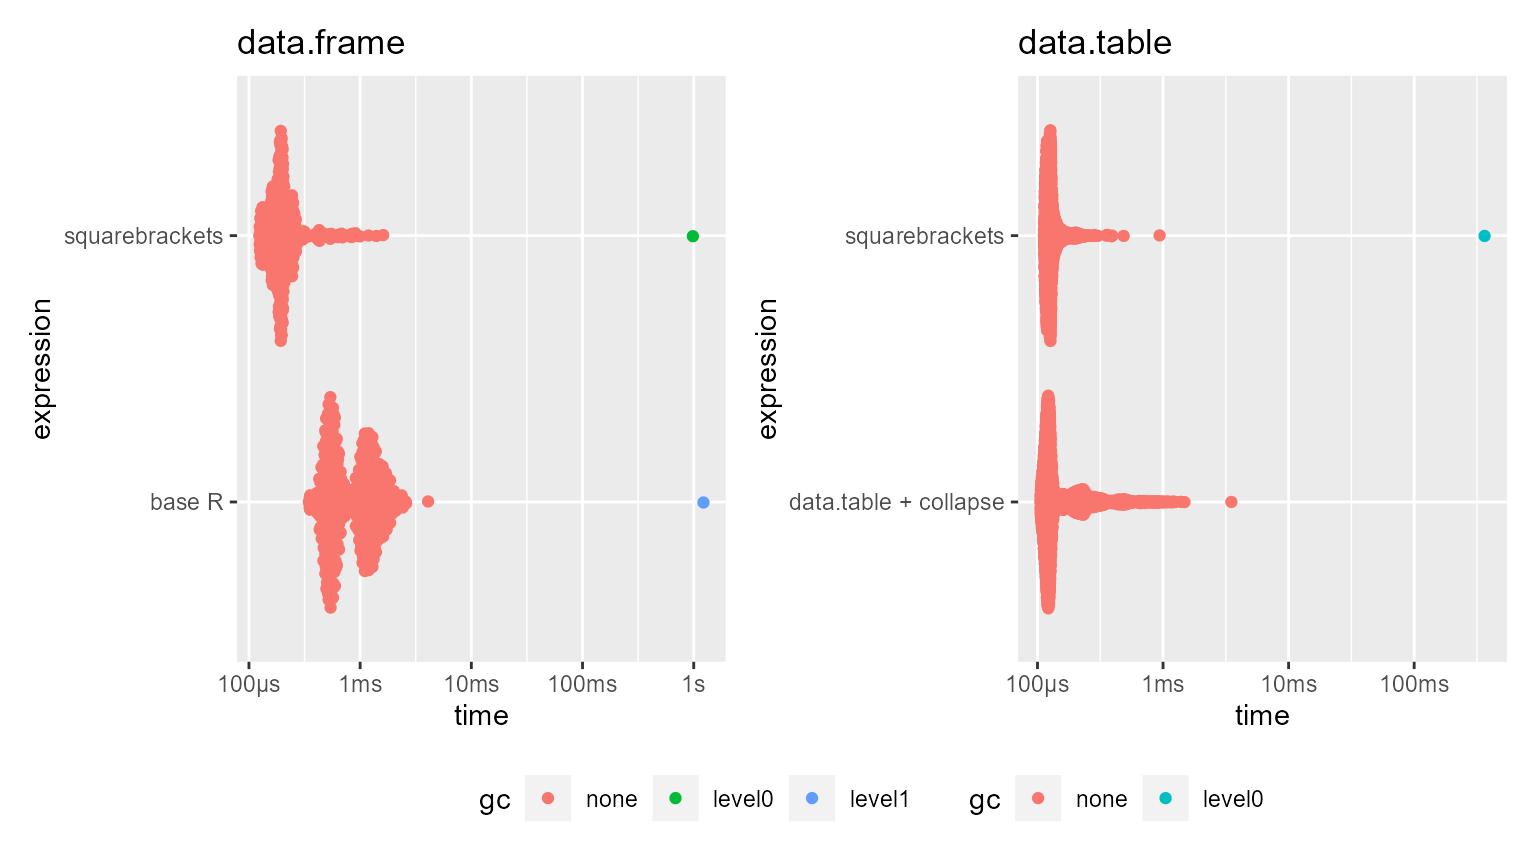 data.frame
expression
squarebrackets
base R
100µs 1ms 10ms 100ms 1s
time
data.table
expression
squarebrackets
data.table + collapse
100µs 1ms 10ms 100ms
time
gc none level0 level1
gc none level0